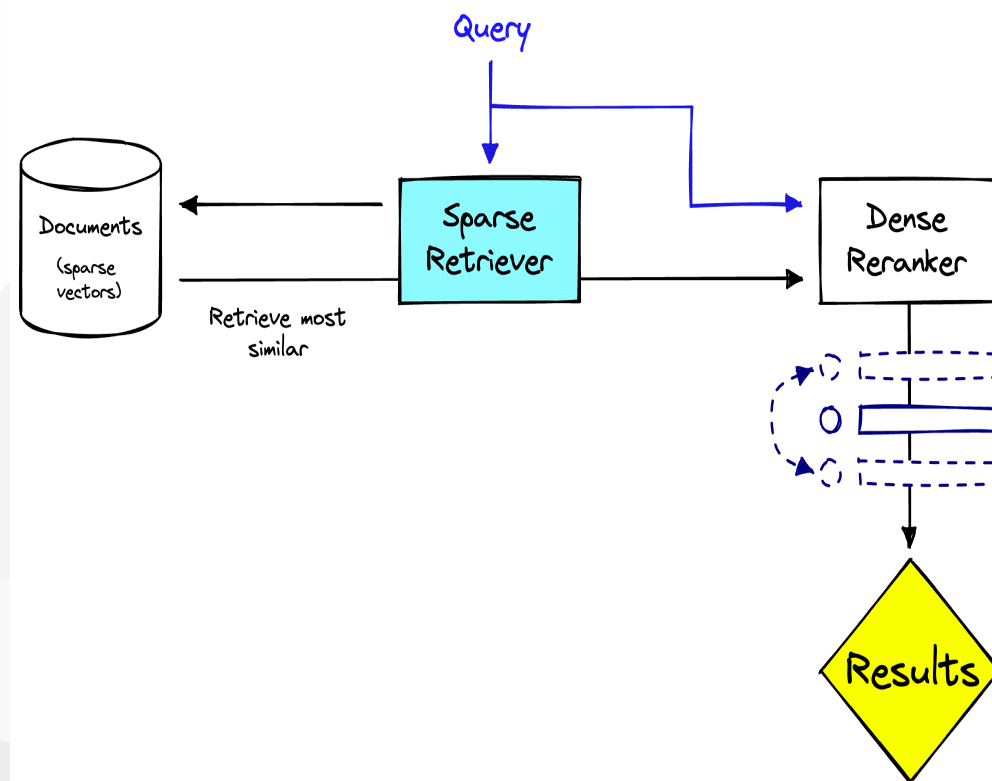 Query
Documents
(sparse
vectors)
Sparse
Retriever
Dense
Reranker
Retrieve most
similar
Results